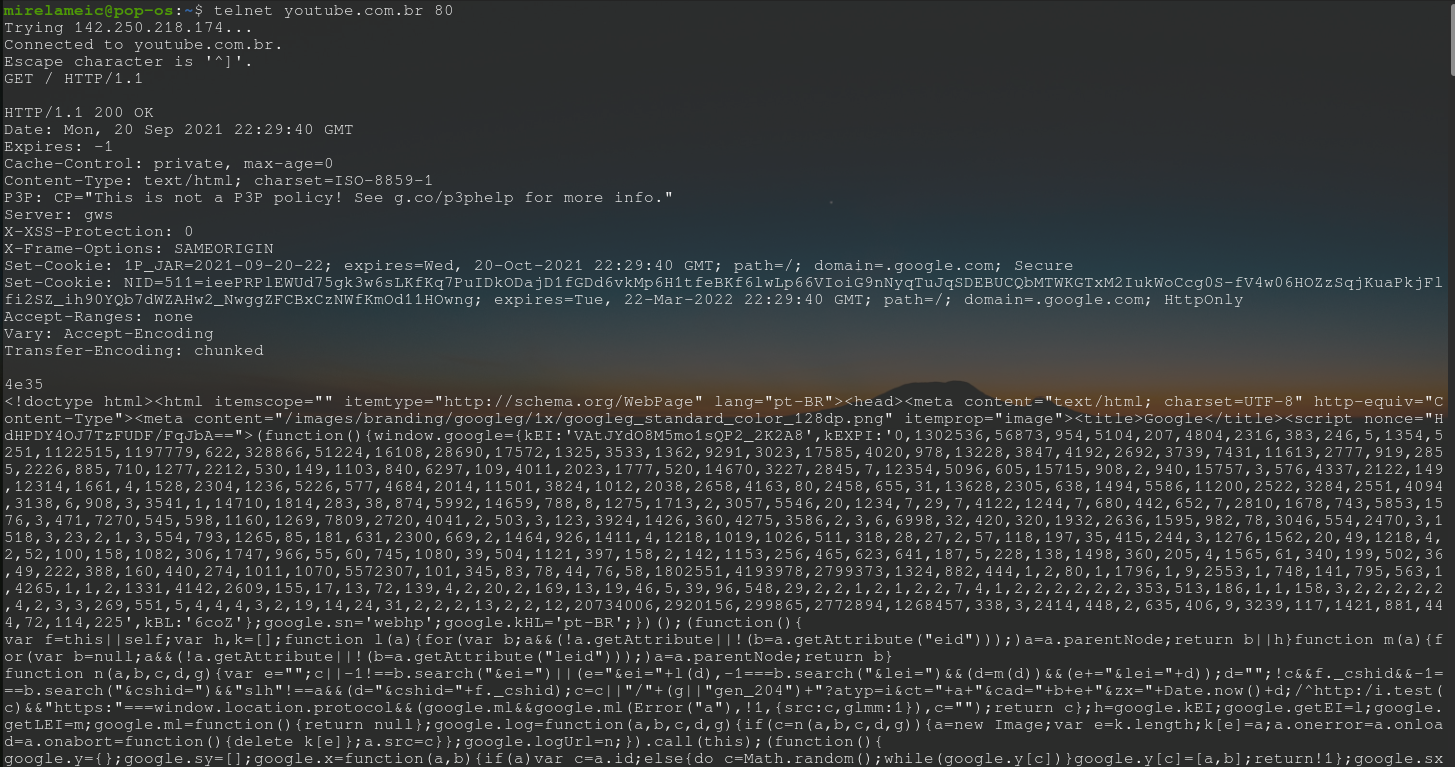 mirelameic@pop-os:~$ telnet youtube.com.br 80
Trying 142.250.218.174...
Connected to youtube.com.br.
Escape character is '^]'.
GET / HTTP/1.1
HTTP/1.1 200 OK
Date: Mon, 20 Sep 2021 22:29:40 GMT
Expires: -1
Cache-Control: private, max-age=0
Content-Type: text/html; charset=ISO-8859-1
P3P: CP="This is not a P3P policy! See g.co/p3phelp for more info."
Server: gws
X-XSS-Protection: 0
X-Frame-Options: SAMEORIGIN
Set-Cookie: 1P_JAR=2021-09-20-22; expires=Wed, 20-Oct-2021 22:29:40 GMT; path=/; domain=.google.com; Secure
Set-Cookie: NID=511=ieePRPlEWUd75gk3w6sLKfKq7PuIDkODajD1fGDd6vkMp6H1tfeBKf6lwLp66VIoiG9nNyqTuJqSDEBUCQbMTWKGTxM2IukWoCcg0S-fV4w06HOZzSqjKuaPkjFl
fi2SZ_ih90YQb7dWZAHw2_NwggZFCBxCzNWfKmOd11HOwng; expires=Tue, 22-Mar-2022 22:29:40 GMT; path=/; domain=.google.com; HttpOnly
Accept-Ranges: none
Vary: Accept-Encoding
Transfer-Encoding: chunked
4e35
<!doctype html><html itemscope="" itemtype="http://schema.org/WebPage" lang="pt-BR"><head><meta content="text/html; charset=UTF-8" http-equiv="C
ontent-Type"><meta content="/images/branding/googleg/1x/googleg_standard_color_128dp.png" itemprop="image"><title>Google</title><script nonce="H
dHPDY4OJ7TzFUDF/FqJbA==">(function(){window.google={kEI:'VAtJYdO8M5mo1sQP2_2K2A8',kEXPI:'0,1302536,56873,954,5104,207,4804,2316,383,246,5,1354,5
251,1122515,1197779,622,328866,51224,16108,28690,17572,1325,3533,1362,9291,3023,17585,4020,978,13228,3847,4192,2692,3739,7431,11613,2777,919,285
5,2226,885,710,1277,2212,530,149,1103,840,6297,109,4011,2023,1777,520,14670,3227,2845,7,12354,5096,605,15715,908,2,940,15757,3,576,4337,2122,149
,12314,1661,4,1528,2304,1236,5226,577,4684,2014,11501,3824,1012,2038,2658,4163,80,2458,655,31,13628,2305,638,1494,5586,11200,2522,3284,2551,4094
,3138,6,908,3,3541,1,14710,1814,283,38,874,5992,14659,788,8,1275,1713,2,3057,5546,20,1234,7,29,7,4122,1244,7,680,442,652,7,2810,1678,743,5853,15
76,3,471,7270,545,598,1160,1269,7809,2720,4041,2,503,3,123,3924,1426,360,4275,3586,2,3,6,6998,32,420,320,1932,2636,1595,982,78,3046,554,2470,3,1
518,3,23,2,1,3,554,793,1265,85,181,631,2300,669,2,1464,926,1411,4,1218,1019,1026,511,318,28,27,2,57,118,197,35,415,244,3,1276,1562,20,49,1218,4,
2,52,100,158,1082,306,1747,966,55,60,745,1080,39,504,1121,397,158,2,142,1153,256,465,623,641,187,5,228,138,1498,360,205,4,1565,61,340,199,502,36
,49,222,388,160,440,274,1011,1070,5572307,101,345,83,78,44,76,58,1802551,4193978,2799373,1324,882,444,1,2,80,1,1796,1,9,2553,1,748,141,795,563,1
,4265,1,1,2,1331,4142,2609,155,17,13,72,139,4,2,20,2,169,13,19,46,5,39,96,548,29,2,2,1,2,1,2,2,7,4,1,2,2,2,2,2,2,353,513,186,1,1,158,3,2,2,2,2,2
,4,2,3,3,269,551,5,4,4,4,3,2,19,14,24,31,2,2,2,13,2,2,12,20734006,2920156,299865,2772894,1268457,338,3,2414,448,2,635,406,9,3239,117,1421,881,44
4,72,114,225',kBL:'6coZ'};google.sn='webhp';google.kHL='pt-BR';})();(function(){
var f=this||self;var h,k=[];function l(a){for(var b;a&&(!a.getAttribute||!(b=a.getAttribute("eid")));)a=a.parentNode;return b||h}function m(a){f
or(var b=null;a&&(!a.getAttribute||!(b=a.getAttribute("leid")));)a=a.parentNode;return b}
function n(a,b,c,d,g){var e="";c||-1!==b.search("&ei=")||(e="&ei="+l(d),-1===b.search("&lei=")&&(d=m(d))&&(e+="&lei="+d));d="";!c&&f._cshid&&-1=
==b.search("&cshid=")&&"slh"!==a&&(d="&cshid="+f._cshid);c=c||"/"+(g||"gen_204")+"?atyp=i&ct="+a+"&cad="+b+e+"&zx="+Date.now()+d;/^http:/i.test(
c)&&"https:"===window.location.protocol&&(google.ml&&google.ml(Error("a"),!1,{src:c,glmm:1}),c="");return c};h=google.kEI;google.getEI=l;google.
getLEI=m;google.ml=function(){return null};google.log=function(a,b,c,d,g){if(c=n(a,b,c,d,g)){a=new Image;var e=k.length;k[e]=a;a.onerror=a.onloa
d=a.onabort=function(){delete k[e]};a.src=c}};google.logUrl=n;}).call(this);(function(){
google.y={};google.sy=[];google.x=function(a,b){if(a)var c=a.id;else{do c=Math.random();while(google.y[c])}google.y[c]=[a,b];return!1};google.sx